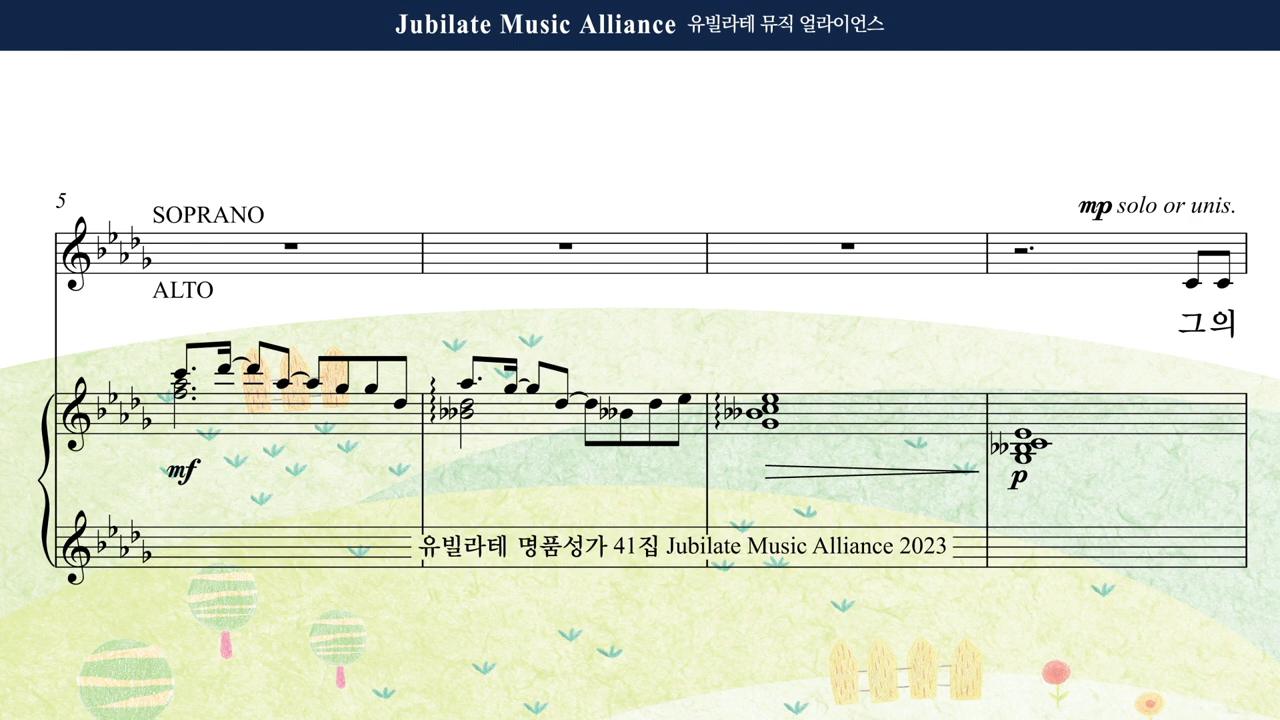 Jubilate Music Alliance 유빌라테 뮤직 얼라이언스
5
SOPRANO
mp solo or unis.
ALTO
그의
mf
p
유빌라테 명품성가 41집 Jubilate Music Alliance 2023